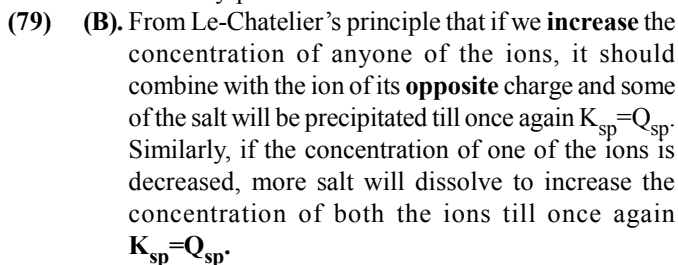 (79) (B). From Le-Chatelier's principle that if we increase the
concentration of anyone of the ions, it should
combine with the ion of its opposite charge and some
of the salt will be precipitated till once again Ksp=Qsp.
Similarly, if the concentration of one of the ions is
decreased, more salt will dissolve to increase the
concentration of both the ions till once again
Ksp=Qsp.